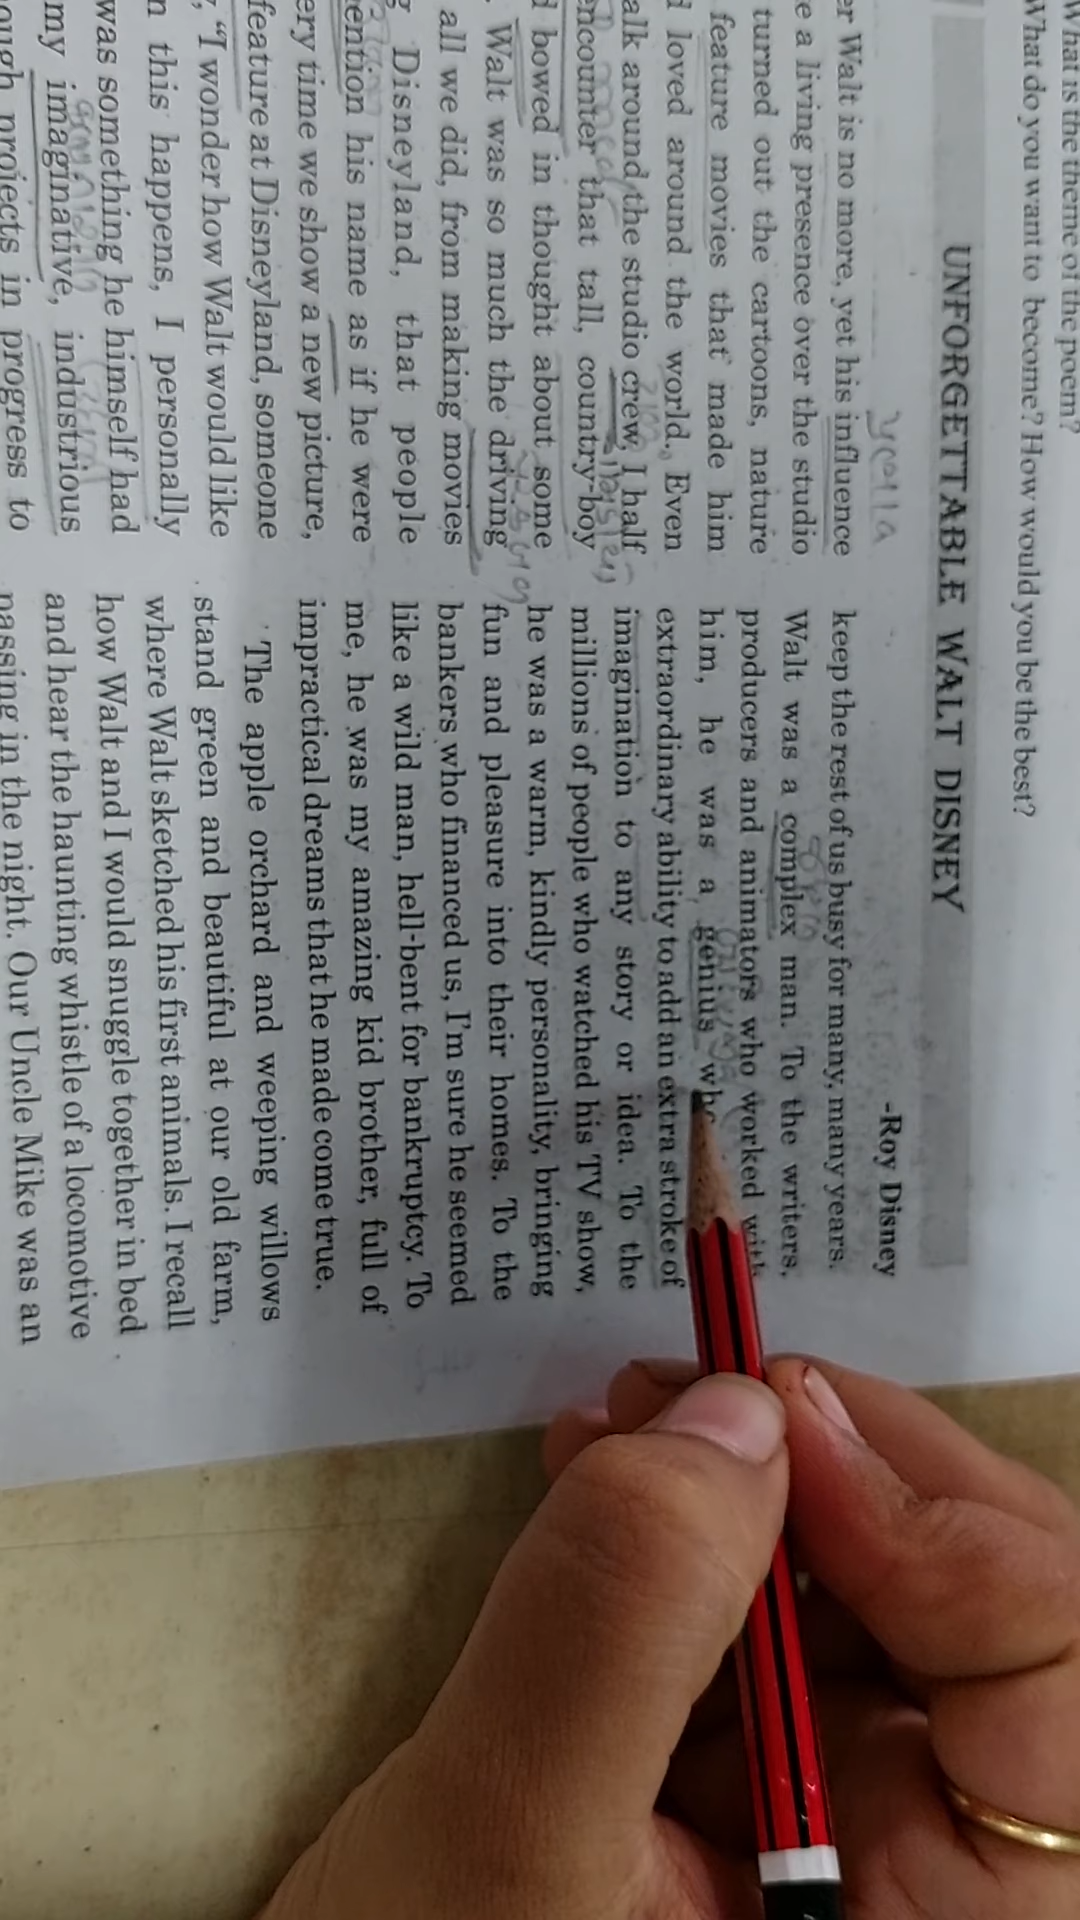 What is the theme of the poem?
What do you want to become? How would you be the best?
UNFORGETTABLE WALT DISNEY
-Roy Disney
er Walt is no more, yet his influence
e a living presence over the studio
turned out the cartoons, nature
feature movies that made him
d loved around the world. Even
alk around the studio crew, I half
encounter that tall, country-boy
d bowed in thought about some
. Walt was so much the driving
all we did, from making movies
g Disneyland, that people
ention his name as if he were
ery time we show a new picture,
feature at Disneyland, someone
, “I wonder how Walt would like
n this happens, I personally
was something he himself had
my imaginative, industrious
ough projects in progress to
keep the rest of us busy for many, many years.
Walt was a complex man. To the writers,
producers and animators who worked with
him, he was a genius who
extraordinary ability to add an extra stroke of
imagination to any story or idea. To the
millions of people who watched his TV show,
he was a warm, kindly personality, bringing
fun and pleasure into their homes. To the
bankers who financed us, I'm sure he seemed
like a wild man, hell-bent for bankruptcy. To
me, he was my amazing kid brother, full of
impractical dreams that he made come true.
The apple orchard and weeping willows
stand green and beautiful at our old farm,
where Walt sketched his first animals. I recall
how Walt and I would snuggle together in bed
and hear the haunting whistle of a locomotive
passing in the night. Our Uncle Mike was an